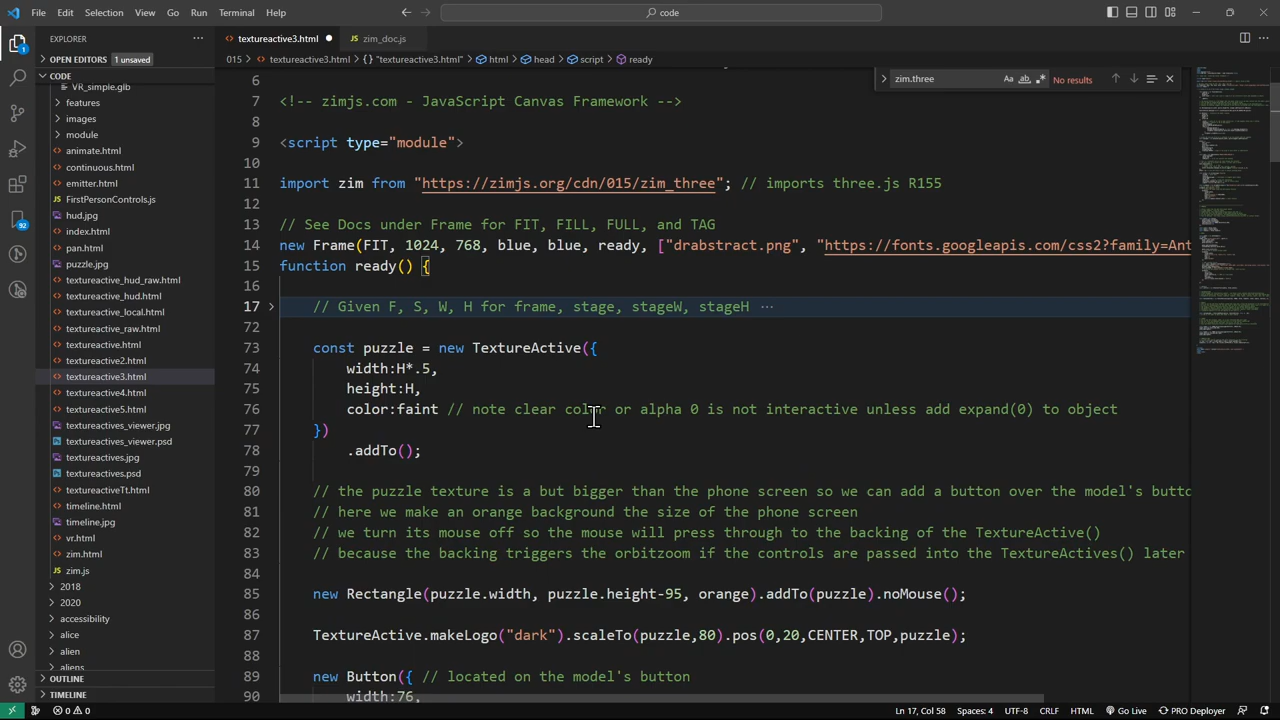 File Edit Selection View Go Run Terminal Help
code
EXPLORER
textureactive3.html
zim_doc.js
OPEN EDITORS 1 unsaved
015 > textureactive3.html > {} "textureactive3.html" > html > head > script > ready
CODE
zim.three Aa ab No results
VR_simple.glb
features
images
module
animate.html
continuous.html
emitter.html
FirstPersonControls.js
hud.jpg
index.html
pan.html
puzzle.jpg
textureactive_hud_raw.html
textureactive_hud.html
textureactive_local.html
textureactive_raw.html
textureactive.html
textureactive2.html
textureactive3.html
textureactive4.html
textureactive5.html
textureactives_viewer.jpg
textureactives_viewer.psd
textureactives.jpg
textureactives.psd
textureactiveTt.html
timeline.html
timeline.jpg
vr.html
zim.html
zim.js
2018
2020
accessibility
alice
alien
aliens
OUTLINE
TIMELINE
1
92
6
7 <!-- zimjs.com - JavaScript Canvas Framework -->
8
9 <script type="module">
10
11 import zim from "https://zimjs.org/cdn/015/zim_three"; // imports three.js R155
12
13 // See Docs under Frame for FIT, FILL, FULL, and TAG
14 new Frame(FIT, 1024, 768, blue, blue, ready, ["drabstract.png", "https://fonts.googleapis.com/css2?family=Ant
15 function ready() {
16
17 // Given F, S, W, H for Frame, stage, stageW, stageH ...
72
73 const puzzle = new TextureActive({
74 width:H*.5,
75 height:H,
76 color:faint // note clear color or alpha 0 is not interactive unless add expand(0) to object
77 })
78 .addTo();
79
80 // the puzzle texture is a but bigger than the phone screen so we can add a button over the model's butto
81 // here we make an orange background the size of the phone screen
82 // we turn its mouse off so the mouse will press through to the backing of the TextureActive()
83 // because the backing triggers the orbitzoom if the controls are passed into the TextureActives() later
84
85 new Rectangle(puzzle.width, puzzle.height-95, orange).addTo(puzzle).noMouse();
86
87 TextureActive.makeLogo("dark").scaleTo(puzzle,80).pos(0,20,CENTER,TOP,puzzle);
88
89 new Button({ // located on the model's button
90 width:76,
0 0 Ln 17, Col 58 Spaces: 4 UTF-8 CRLF HTML Go Live PRO Deployer